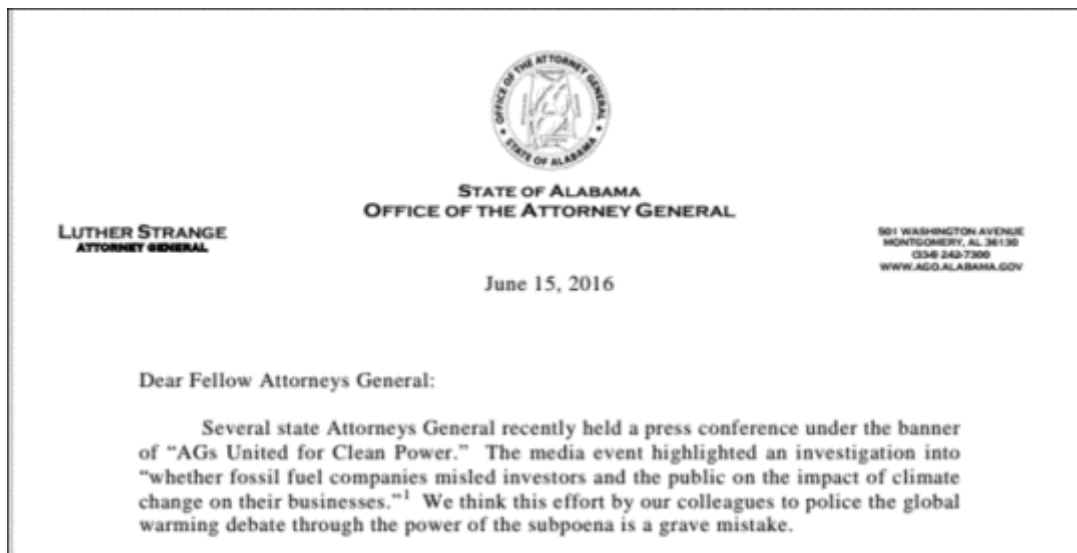 OFFICE OF THE ATTORNEY GENERAL
STATE OF ALABAMA
STATE OF ALABAMA
OFFICE OF THE ATTORNEY GENERAL
LUTHER STRANGE
ATTORNEY GENERAL
501 WASHINGTON AVENUE
MONTGOMERY, AL 36130
(334) 242-7300
WWW.AGO.ALABAMA.GOV
June 15, 2016
Dear Fellow Attorneys General:
Several state Attorneys General recently held a press conference under the banner
of “AGs United for Clean Power.” The media event highlighted an investigation into
“whether fossil fuel companies misled investors and the public on the impact of climate
change on their businesses.”1 We think this effort by our colleagues to police the global
warming debate through the power of the subpoena is a grave mistake.